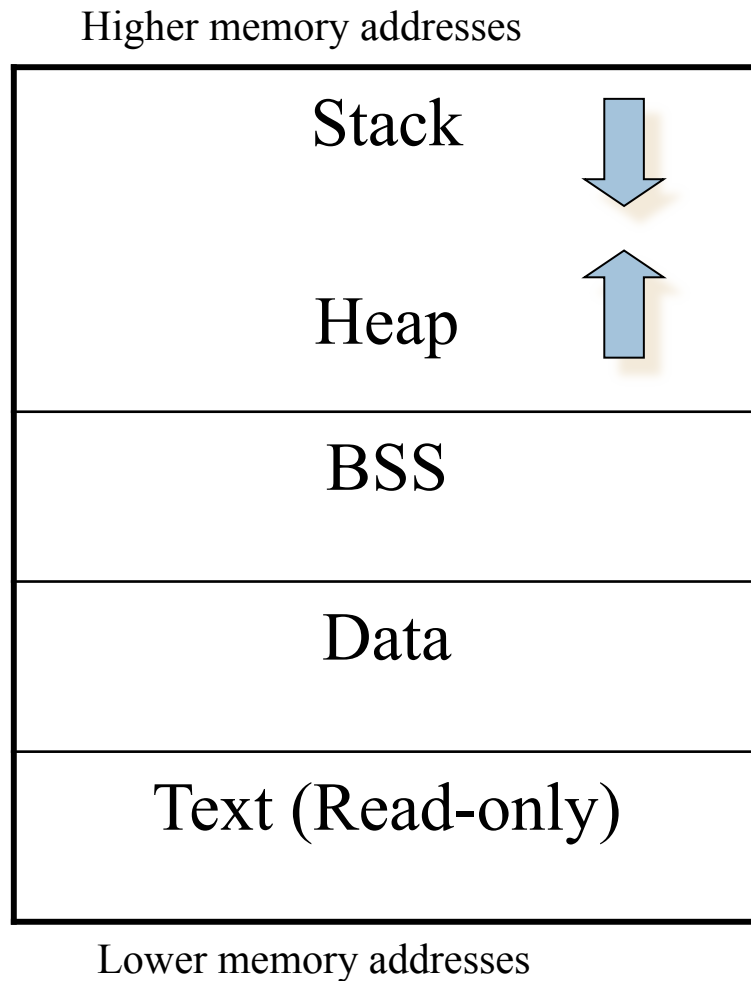 Higher memory addresses
Stack
Heap
BSS
Data
Text (Read-only)
Lower memory addresses